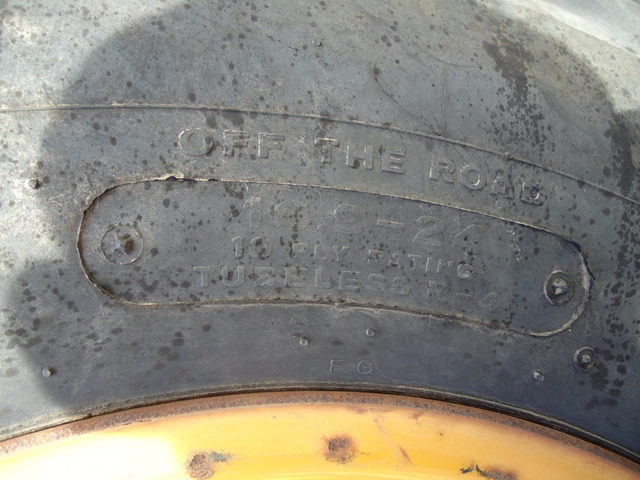 OFF THE ROAD
10 PLY RATING
TUBELESS R-4
FG